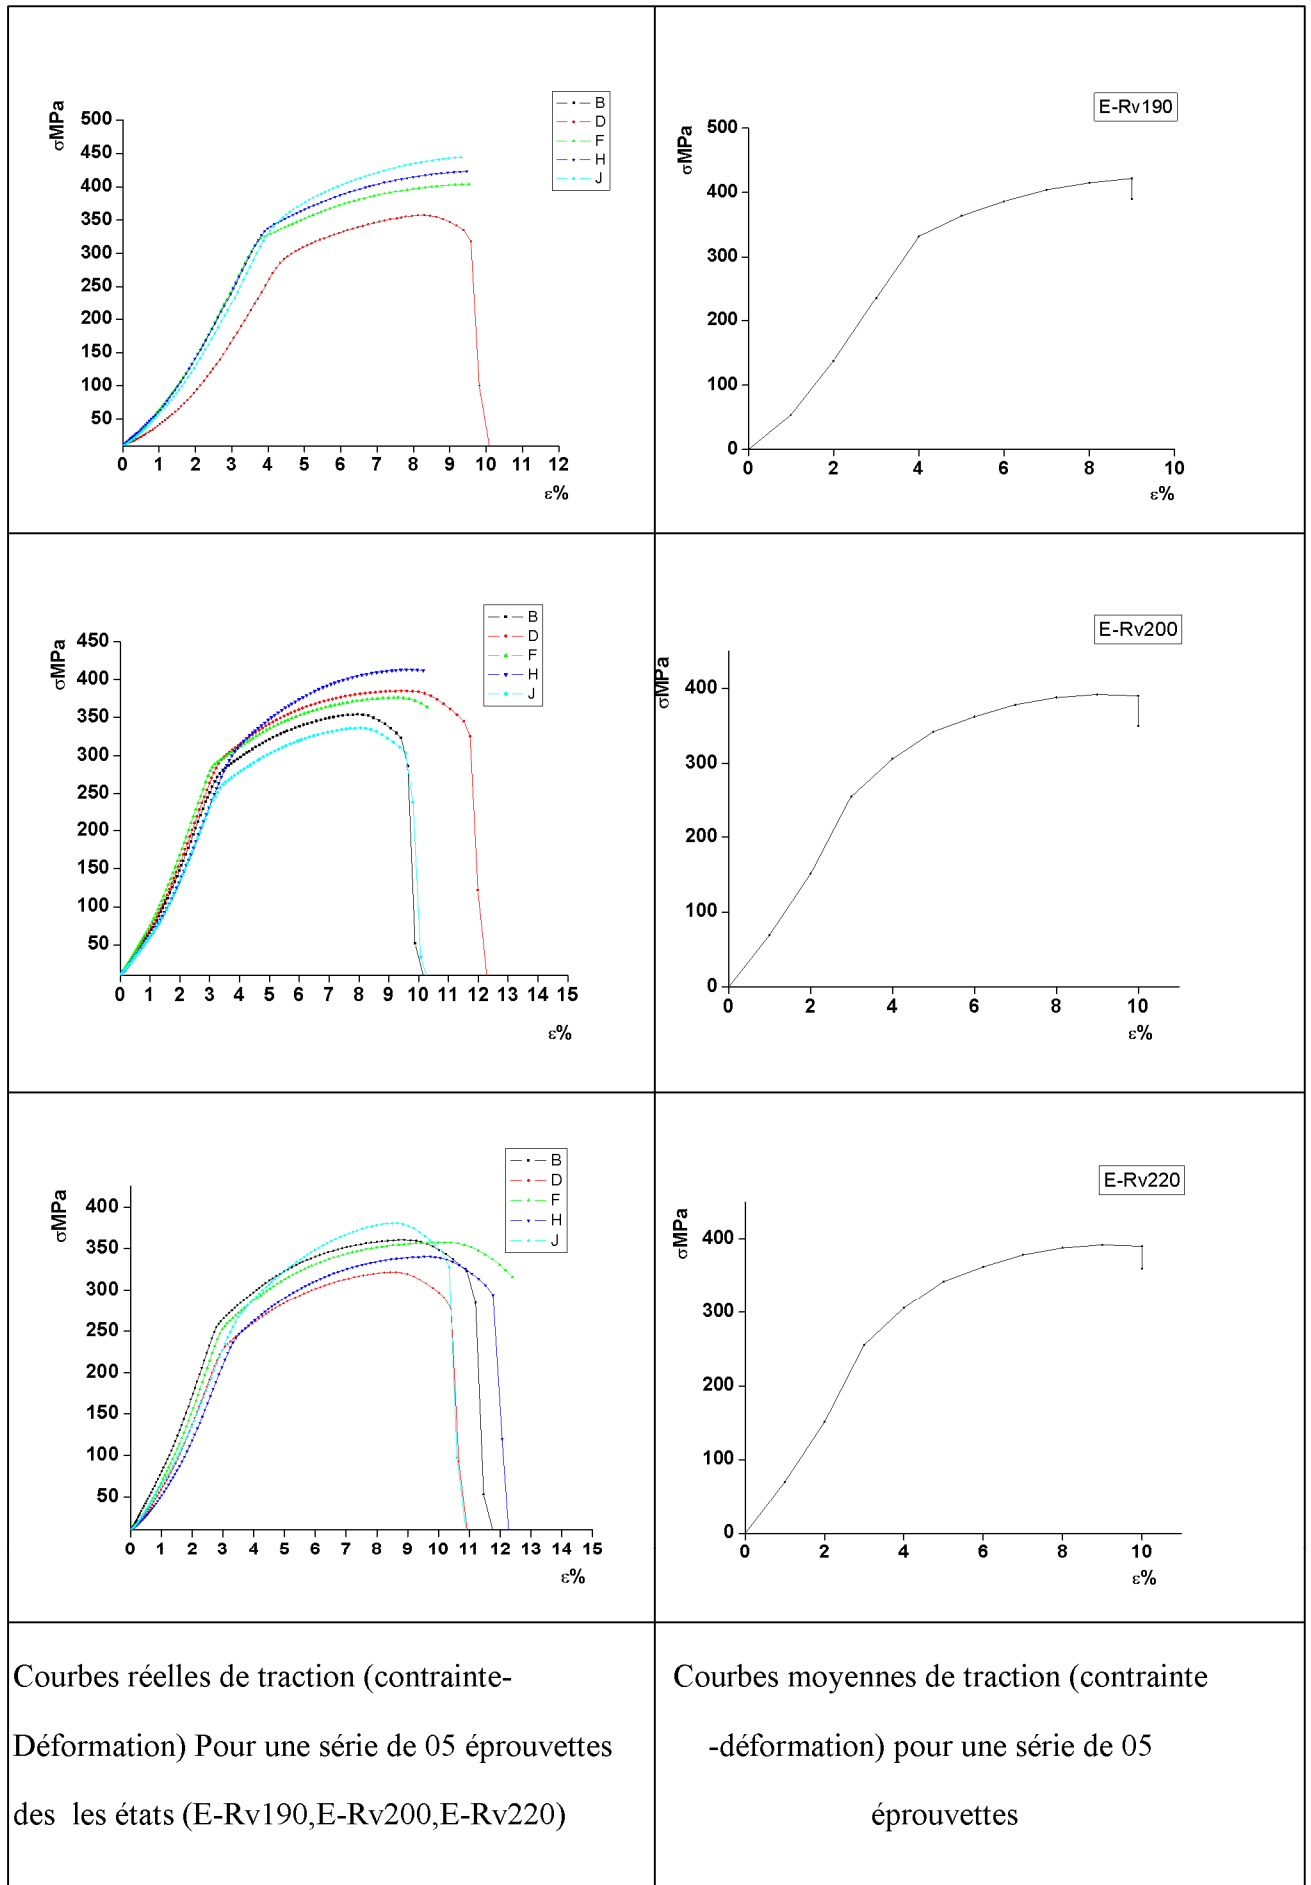 B
D
F
H
J
σMPa
500
450
400
350
300
250
200
150
100
50
0 1 2 3 4 5 6 7 8 9 10 11 12
ε%
E-Rv190
σMPa
500
400
300
200
100
0
0 2 4 6 8 10
ε%
B
D
F
H
J
σMPa
450
400
350
300
250
200
150
100
50
0 1 2 3 4 5 6 7 8 9 10 11 12 13 14 15
ε%
E-Rv200
σMPa
400
300
200
100
0
0 2 4 6 8 10
ε%
B
D
F
H
J
σMPa
400
350
300
250
200
150
100
50
0 1 2 3 4 5 6 7 8 9 10 11 12 13 14 15
ε%
E-Rv220
σMPa
400
300
200
100
0
0 2 4 6 8 10
ε%
Courbes réelles de traction (contrainte-
Déformation) Pour une série de 05 éprouvettes
des les états (E-Rv190,E-Rv200,E-Rv220)
Courbes moyennes de traction (contrainte
-déformation) pour une série de 05
éprouvettes